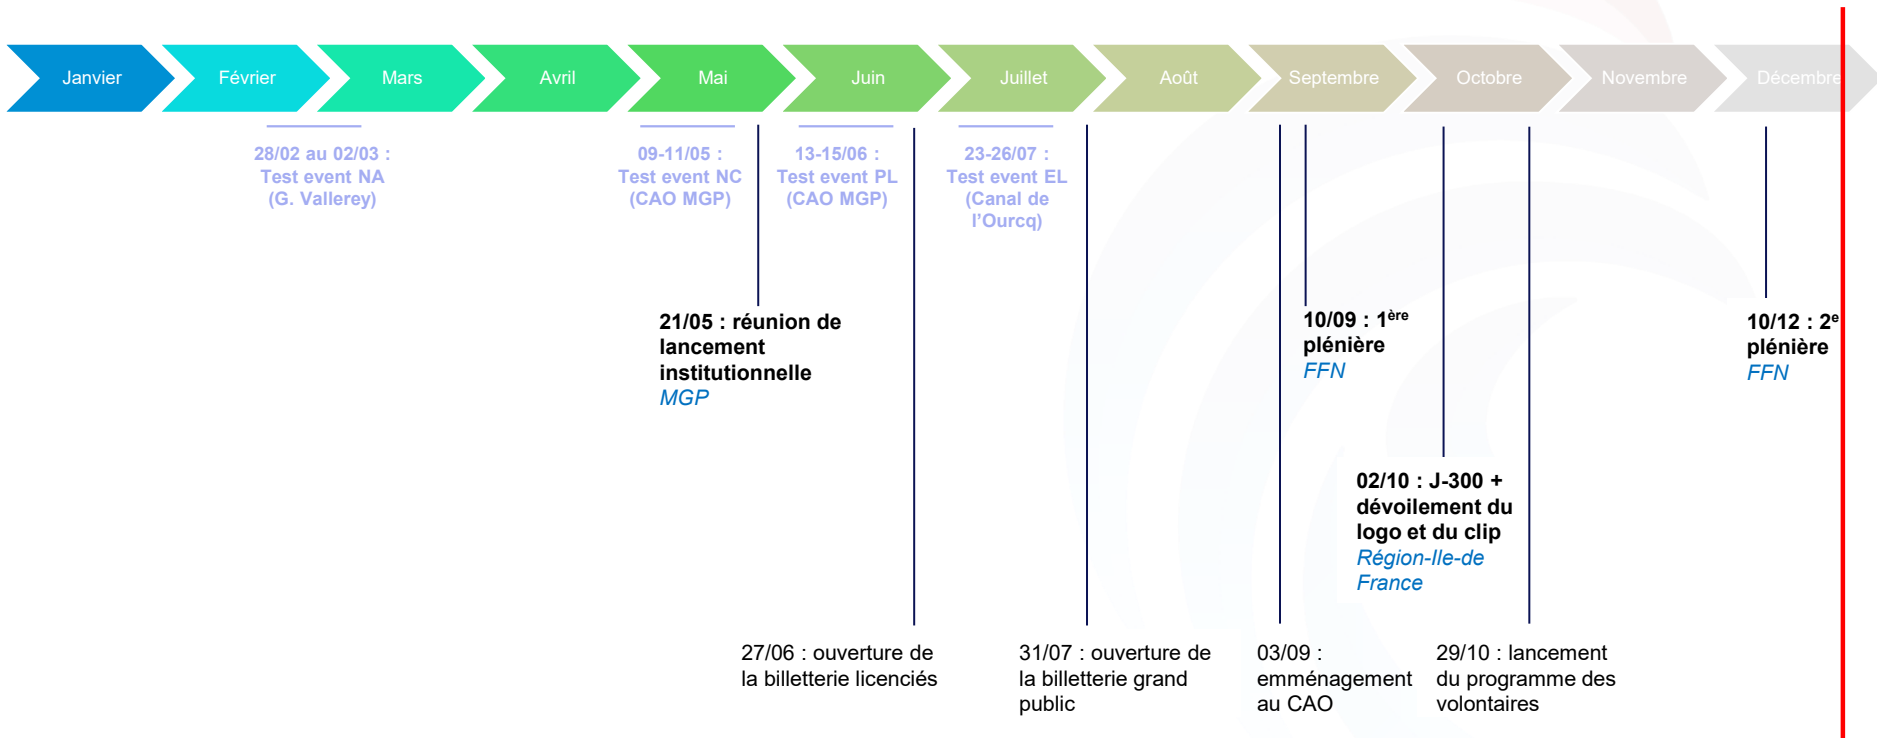 Janvier
Février
Mars
Avril
Mai
Juin
Juillet
Août
Septembre
Octobre
Novembre
Décembre
28/02 au 02/03 :
Test event NA
(G. Vallerey)
09-11/05 :
Test event NC
(CAO MGP)
13-15/06 :
Test event PL
(CAO MGP)
23-26/07 :
Test event EL
(Canal de
l’Ourcq)
21/05 : réunion de
lancement
institutionnelle
MGP
10/09 : 1ère
plénière
FFN
10/12 : 2e
plénière
FFN
02/10 : J-300 +
dévoilement du
logo et du clip
Région-Ile-de
France
27/06 : ouverture de
la billetterie licenciés
31/07 : ouverture de
la billetterie grand
public
03/09 :
emménagement
au CAO
29/10 : lancement
du programme des
volontaires